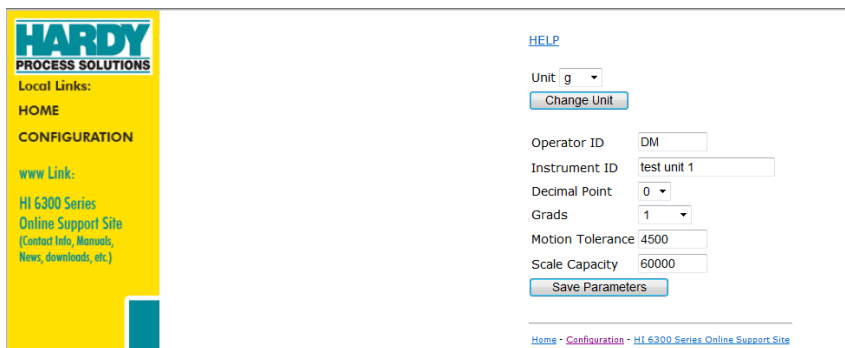 HARDY
PROCESS SOLUTIONS
Local Links:
HOME
CONFIGURATION
www Link:
HI 6300 Series
Online Support Site
(Contact Info, Manuals,
News, downloads, etc.)
HELP
Unit g
Change Unit
Operator ID DM
Instrument ID test unit 1
Decimal Point 0
Grads 1
Motion Tolerance 4500
Scale Capacity 60000
Save Parameters
Home - Configuration - HI 6300 Series Online Support Site